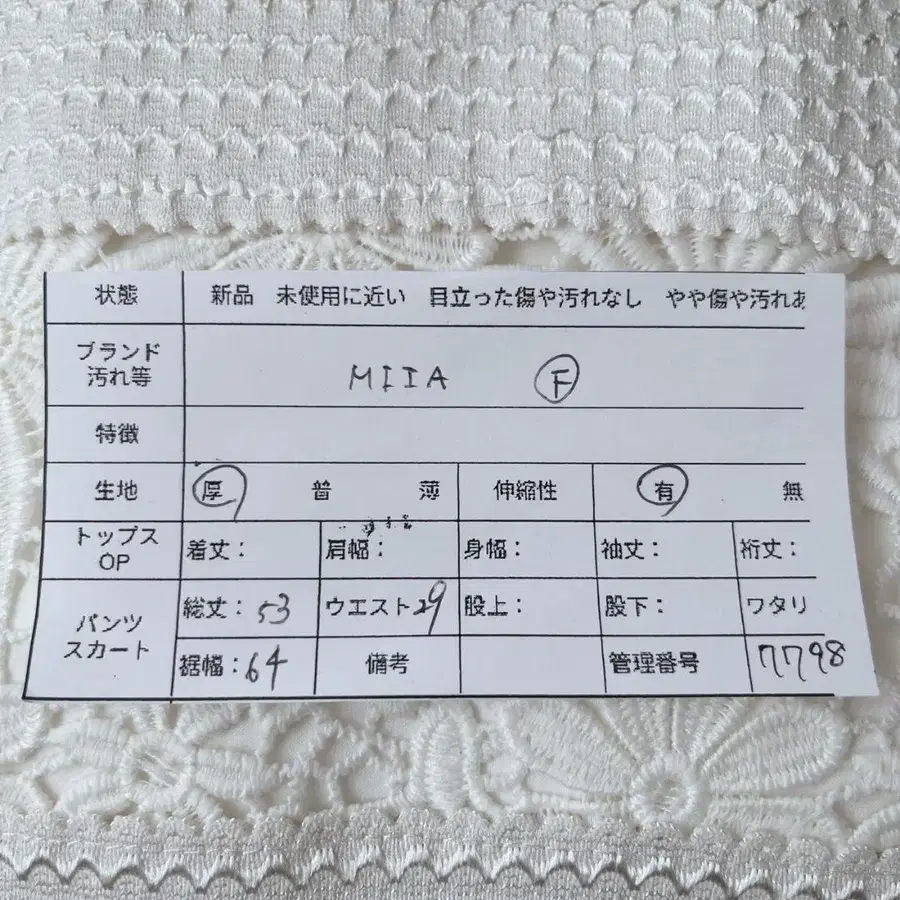 状態 新品 未使用に近い 目立った傷や汚れなし やや傷や汚れあ
ブランド
汚れ等 MIIA F
特徴
生地 厚 普 薄 伸縮性 有 無
トップス
OP 着丈： 肩幅： 身幅： 袖丈： 裄丈：
パンツ
スカート
総丈：53 ウエスト29 股上： 股下： ワタリ
裾幅：64 備考 管理番号 7798